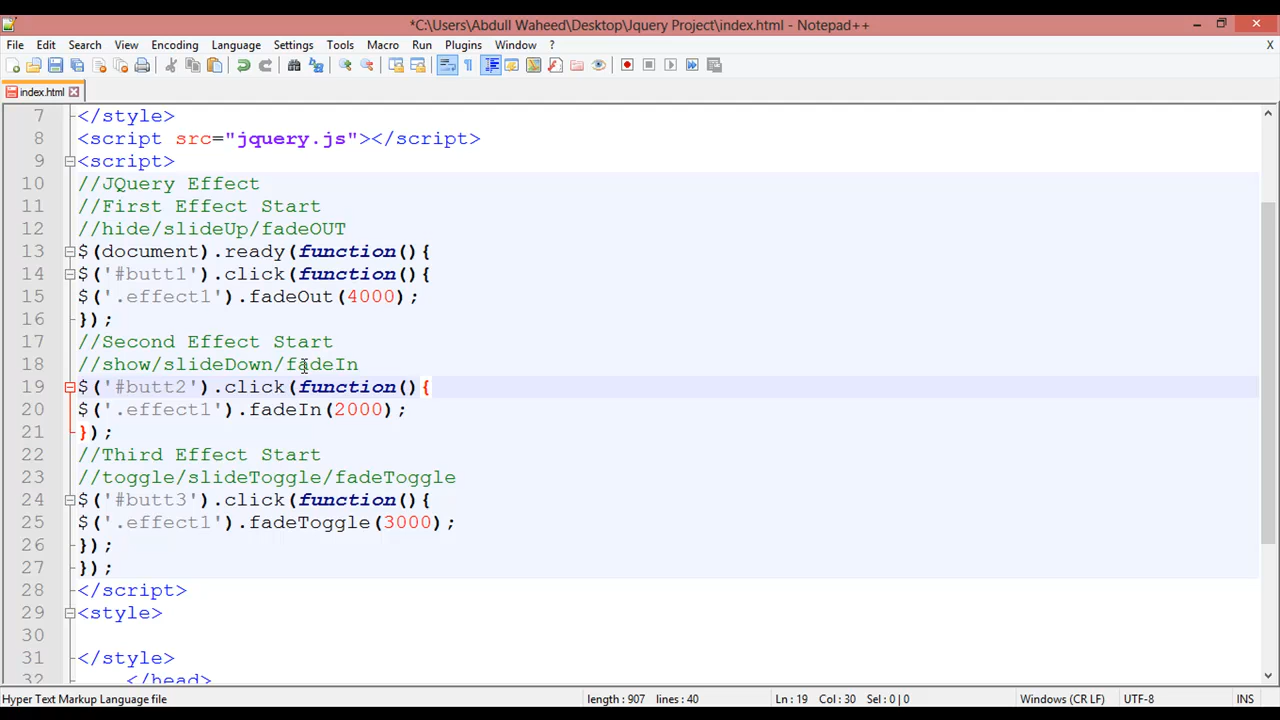 *C:\Users\Abdull Waheed\Desktop\Jquery Project\index.html - Notepad++
File Edit Search View Encoding Language Settings Tools Macro Run Plugins Window ? X
index.html
7 </style>
8 <script src="jquery.js"></script>
9 <script>
10 //JQuery Effect
11 //First Effect Start
12 //hide/slideUp/fadeOUT
13 $(document).ready(function(){
14 $('#butt1').click(function(){
15 $('.effect1').fadeOut(4000);
16 });
17 //Second Effect Start
18 //show/slideDown/fadeIn
19 $('#butt2').click(function(){
20 $('.effect1').fadeIn(2000);
21 });
22 //Third Effect Start
23 //toggle/slideToggle/fadeToggle
24 $('#butt3').click(function(){
25 $('.effect1').fadeToggle(3000);
26 });
27 });
28 </script>
29 <style>
30
31 </style>
32 </head>
Hyper Text Markup Language file length : 907 lines : 40 Ln : 19 Col : 30 Sel : 0 | 0 Windows (CR LF) UTF-8 INS